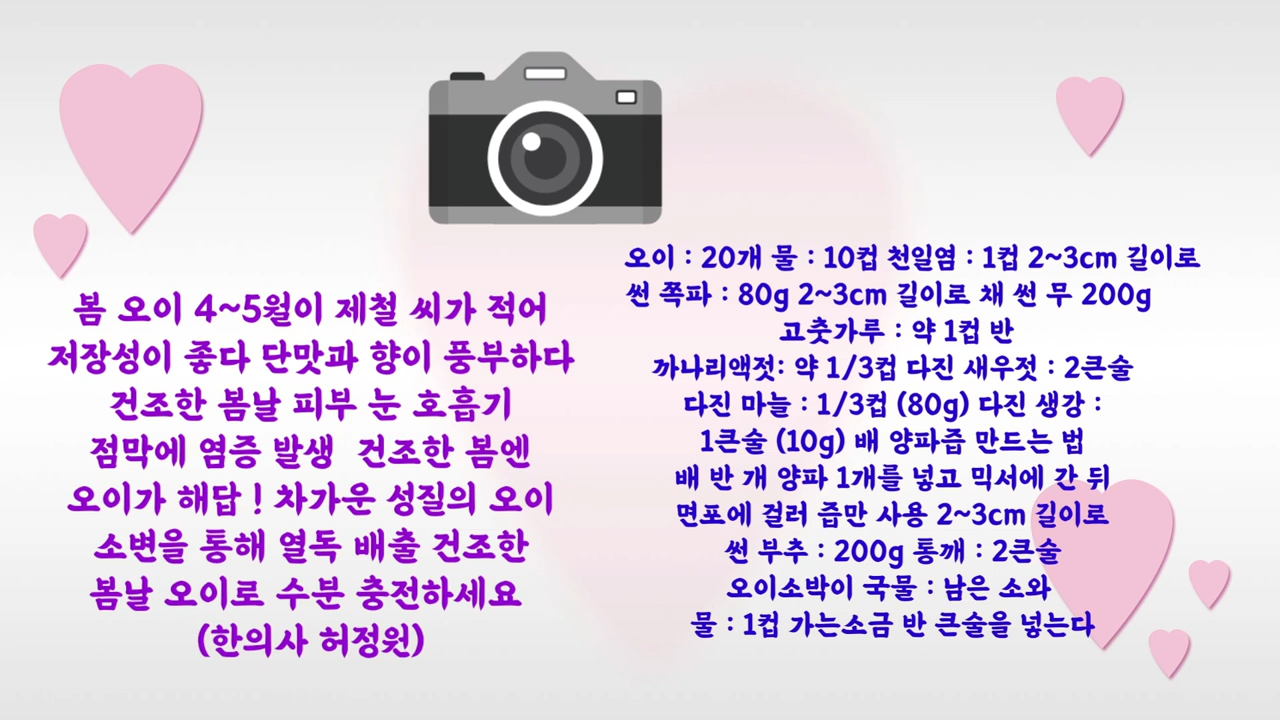 봄 오이 4~5월이 제철 씨가 적어
저장성이 좋다 단맛과 향이 풍부하다
건조한 봄날 피부 눈 호흡기
점막에 염증 발생 건조한 봄엔
오이가 해답 ! 차가운 성질의 오이
소변을 통해 열독 배출 건조한
봄날 오이로 수분 충전하세요
(한의사 허정원)
오이 : 20개 물 : 10컵 천일염 : 1컵 2~3cm 길이로
썬 쪽파 : 80g 2~3cm 길이로 채 썬 무 200g
고춧가루 : 약 1컵 반
까나리액젓: 약 1/3컵 다진 새우젓 : 2큰술
다진 마늘 : 1/3컵 (80g) 다진 생강 :
1큰술 (10g) 배 양파즙 만드는 법
배 반 개 양파 1개를 넣고 믹서에 간 뒤
면포에 걸러 즙만 사용 2~3cm 길이로
썬 부추 : 200g 통깨 : 2큰술
오이소박이 국물 : 남은 소와
물 : 1컵 가는소금 반 큰술을 넣는다